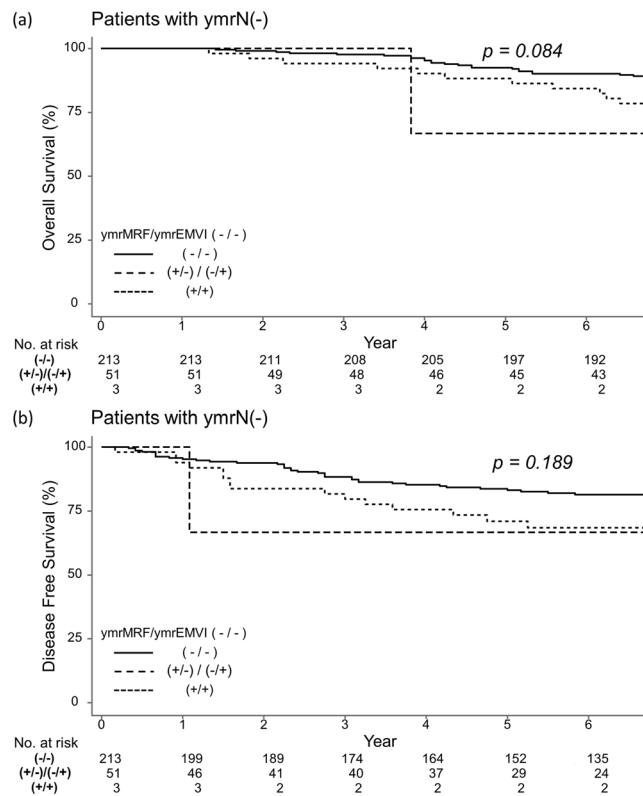 (a) Patients with ymrN(-)
100
75
50
25
0
Overall Survival (%)
p = 0.084
ymrMRF/ymrEMVI ( - / - )
( - / - )
(+/-) / (-/+)
(+/+)
0 1 2 3 4 5 6
Year
No. at risk
(-/-) 213 213 211 208 205 197 192
(+/-)/(-/+) 51 51 49 48 46 45 43
(+/+) 3 3 3 3 2 2 2
(b) Patients with ymrN(-)
100
75
50
25
0
Disease Free Survival (%)
p = 0.189
ymrMRF/ymrEMVI ( - / - )
( - / - )
(+/-) / (-/+)
(+/+)
0 1 2 3 4 5 6
Year
No. at risk
(-/-) 213 199 189 174 164 152 135
(+/-)/(-/+) 51 46 41 40 37 29 24
(+/+) 3 3 2 2 2 2 2